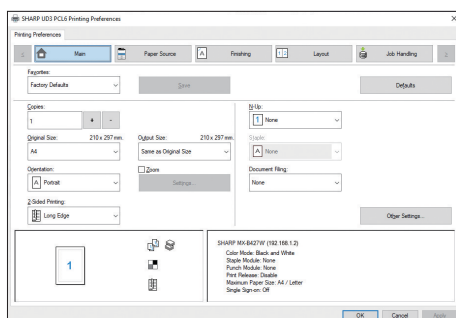 SHARP UD3 PCL6 Printing Preferences
Printing Preferences
Main
Paper Source
Finishing
Layout
Job Handling
Favorites:
Factory Defaults
Save
Defaults
Copies:
1
+
-
N-Up:
1 None
Original Size: 210 x 297 mm.
Output Size: 210 x 297 mm.
Staple:
A4
Same as Original Size
A None
Orientation:
Zoom
Document Filing:
A Portrait
Settings...
None
2-Sided Printing:
Long Edge
Other Settings...
1
SHARP MX-B427W (192.168.1.2)
Color Mode: Black and White
Staple Module: None
Punch Module: None
Print Release: Disable
Maximum Paper Size: A4 / Letter
Single Sign-on: Off
OK
Cancel
Apply